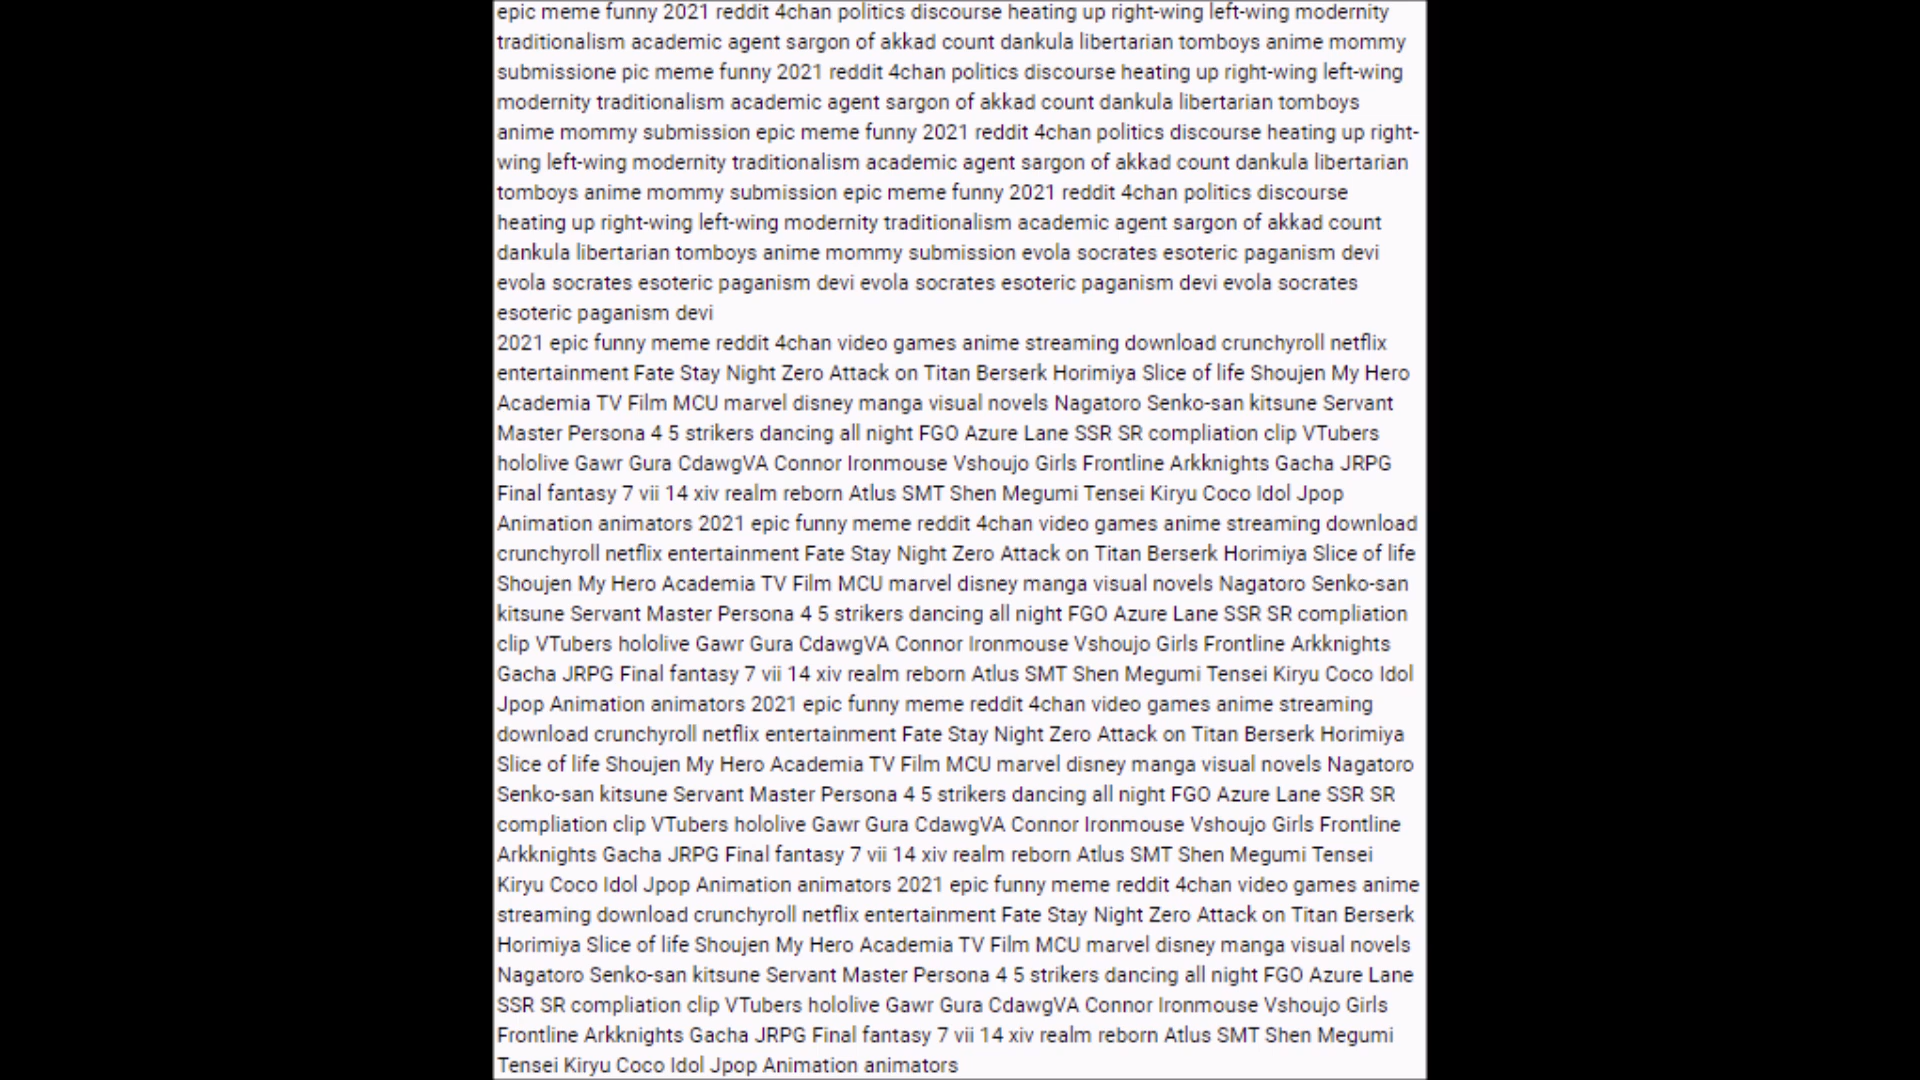 epic meme funny 2021 reddit 4chan politics discourse heating up right-wing left-wing modernity
traditionalism academic agent sargon of akkad count dankula libertarian tomboys anime mommy
submissione pic meme funny 2021 reddit 4chan politics discourse heating up right-wing left-wing
modernity traditionalism academic agent sargon of akkad count dankula libertarian tomboys
anime mommy submission epic meme funny 2021 reddit 4chan politics discourse heating up right-
wing left-wing modernity traditionalism academic agent sargon of akkad count dankula libertarian
tomboys anime mommy submission epic meme funny 2021 reddit 4chan politics discourse
heating up right-wing left-wing modernity traditionalism academic agent sargon of akkad count
dankula libertarian tomboys anime mommy submission evola socrates esoteric paganism devi
evola socrates esoteric paganism devi evola socrates esoteric paganism devi evola socrates
esoteric paganism devi
2021 epic funny meme reddit 4chan video games anime streaming download crunchyroll netflix
entertainment Fate Stay Night Zero Attack on Titan Berserk Horimiya Slice of life Shoujen My Hero
Academia TV Film MCU marvel disney manga visual novels Nagatoro Senko-san kitsune Servant
Master Persona 4 5 strikers dancing all night FGO Azure Lane SSR SR compliation clip VTubers
hololive Gawr Gura CdawgVA Connor Ironmouse Vshoujo Girls Frontline Arkknights Gacha JRPG
Final fantasy 7 vii 14 xiv realm reborn Atlus SMT Shen Megumi Tensei Kiryu Coco Idol Jpop
Animation animators 2021 epic funny meme reddit 4chan video games anime streaming download
crunchyroll netflix entertainment Fate Stay Night Zero Attack on Titan Berserk Horimiya Slice of life
Shoujen My Hero Academia TV Film MCU marvel disney manga visual novels Nagatoro Senko-san
kitsune Servant Master Persona 4 5 strikers dancing all night FGO Azure Lane SSR SR compliation
clip VTubers hololive Gawr Gura CdawgVA Connor Ironmouse Vshoujo Girls Frontline Arkknights
Gacha JRPG Final fantasy 7 vii 14 xiv realm reborn Atlus SMT Shen Megumi Tensei Kiryu Coco Idol
Jpop Animation animators 2021 epic funny meme reddit 4chan video games anime streaming
download crunchyroll netflix entertainment Fate Stay Night Zero Attack on Titan Berserk Horimiya
Slice of life Shoujen My Hero Academia TV Film MCU marvel disney manga visual novels Nagatoro
Senko-san kitsune Servant Master Persona 4 5 strikers dancing all night FGO Azure Lane SSR SR
compliation clip VTubers hololive Gawr Gura CdawgVA Connor Ironmouse Vshoujo Girls Frontline
Arkknights Gacha JRPG Final fantasy 7 vii 14 xiv realm reborn Atlus SMT Shen Megumi Tensei
Kiryu Coco Idol Jpop Animation animators 2021 epic funny meme reddit 4chan video games anime
streaming download crunchyroll netflix entertainment Fate Stay Night Zero Attack on Titan Berserk
Horimiya Slice of life Shoujen My Hero Academia TV Film MCU marvel disney manga visual novels
Nagatoro Senko-san kitsune Servant Master Persona 4 5 strikers dancing all night FGO Azure Lane
SSR SR compliation clip VTubers hololive Gawr Gura CdawgVA Connor Ironmouse Vshoujo Girls
Frontline Arkknights Gacha JRPG Final fantasy 7 vii 14 xiv realm reborn Atlus SMT Shen Megumi
Tensei Kiryu Coco Idol Jpop Animation animators